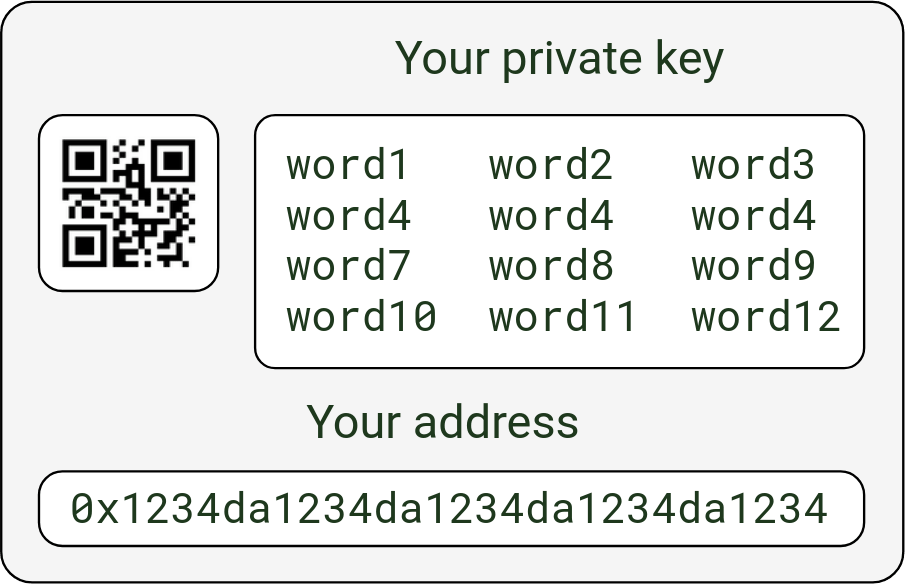 Your private key
word1 word2 word3
word4 word4 word4
word7 word8 word9
word10 word11 word12
Your address
0x1234da1234da1234da1234da1234